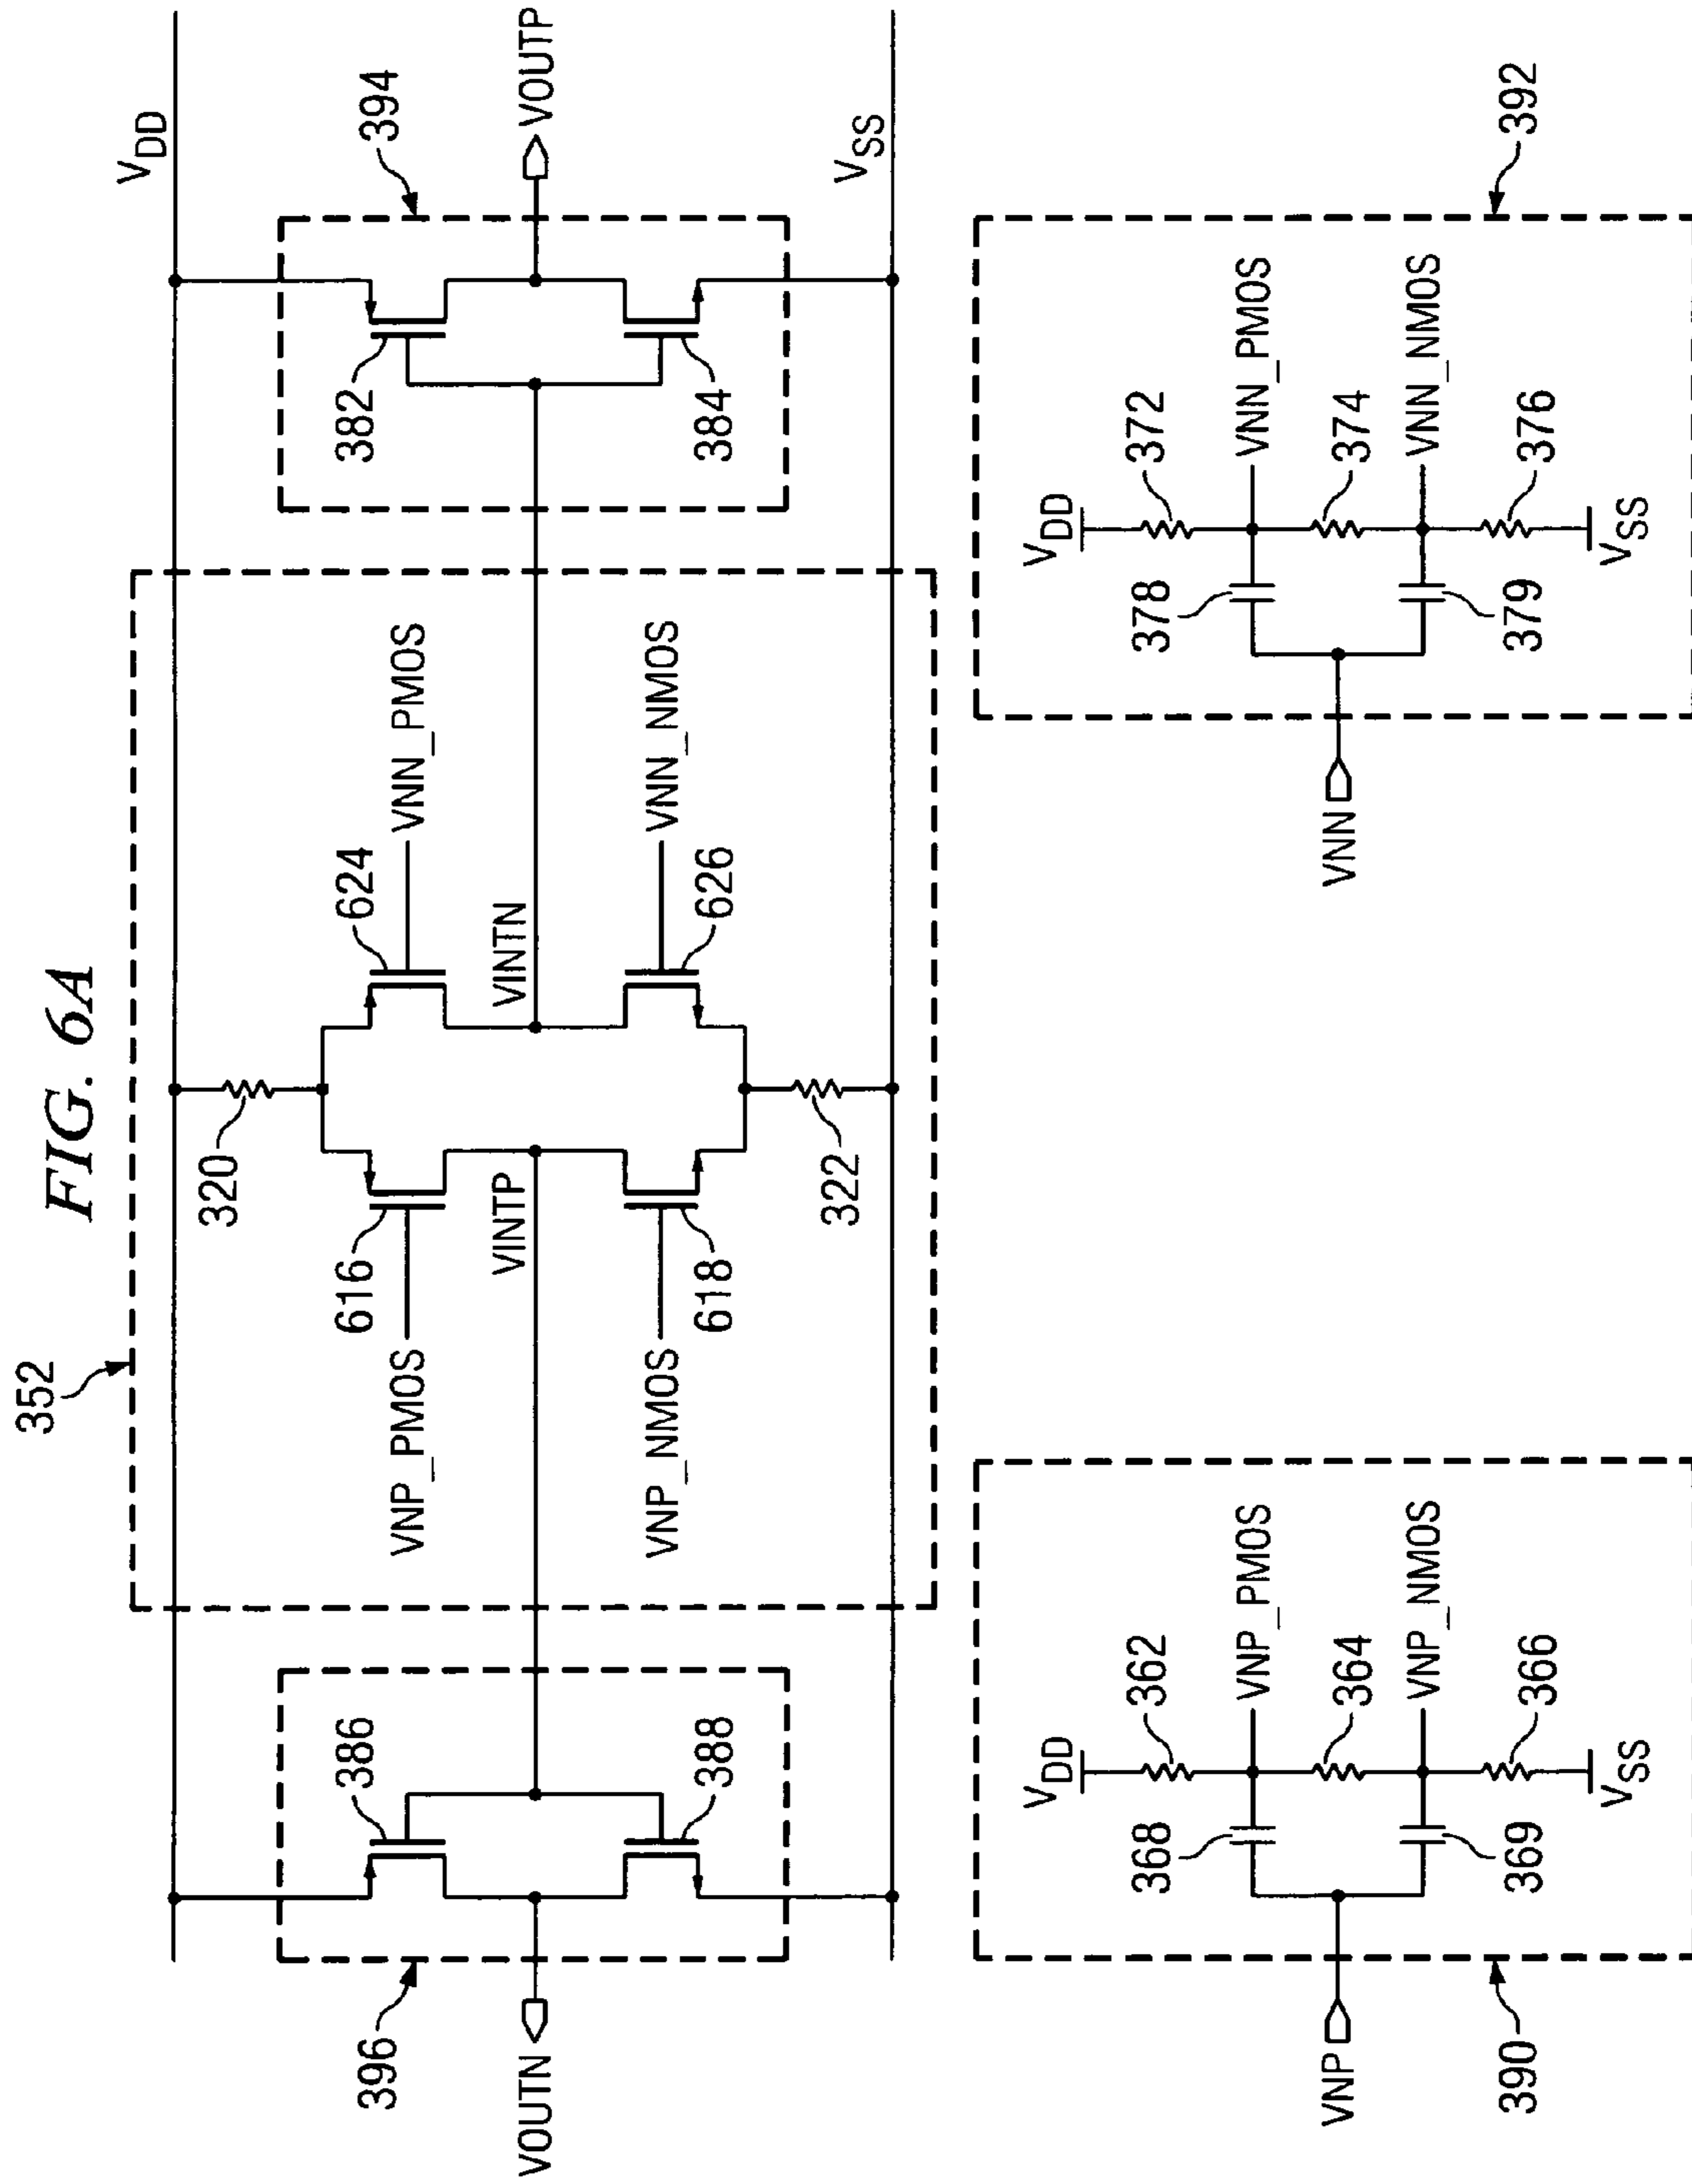 FIG. 6A
352
V_DD
396
386
388
VOUTN
320
616
624
VNP_PMOS
VNN_PMOS
VINTP
VINTN
VNP_NMOS
VNN_NMOS
618
626
322
394
382
384
VOUTP
V_SS
V_DD
362
368
VNP_PMOS
364
VNP
VNP_NMOS
369
366
V_SS
390
V_DD
372
378
VNN_PMOS
374
VNN
VNN_NMOS
379
376
V_SS
392